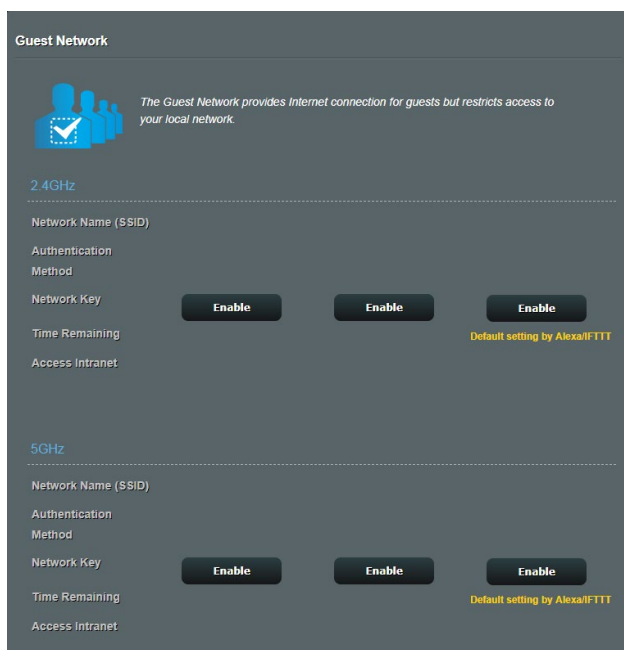 Guest Network
The Guest Network provides Internet connection for guests but restricts access to
your local network.
2.4GHz
Network Name (SSID)
Authentication
Method
Network Key
Enable Enable Enable
Time Remaining
Default setting by Alexa/IFTTT
Access Intranet
5GHz
Network Name (SSID)
Authentication
Method
Network Key
Enable Enable Enable
Time Remaining
Default setting by Alexa/IFTTT
Access Intranet